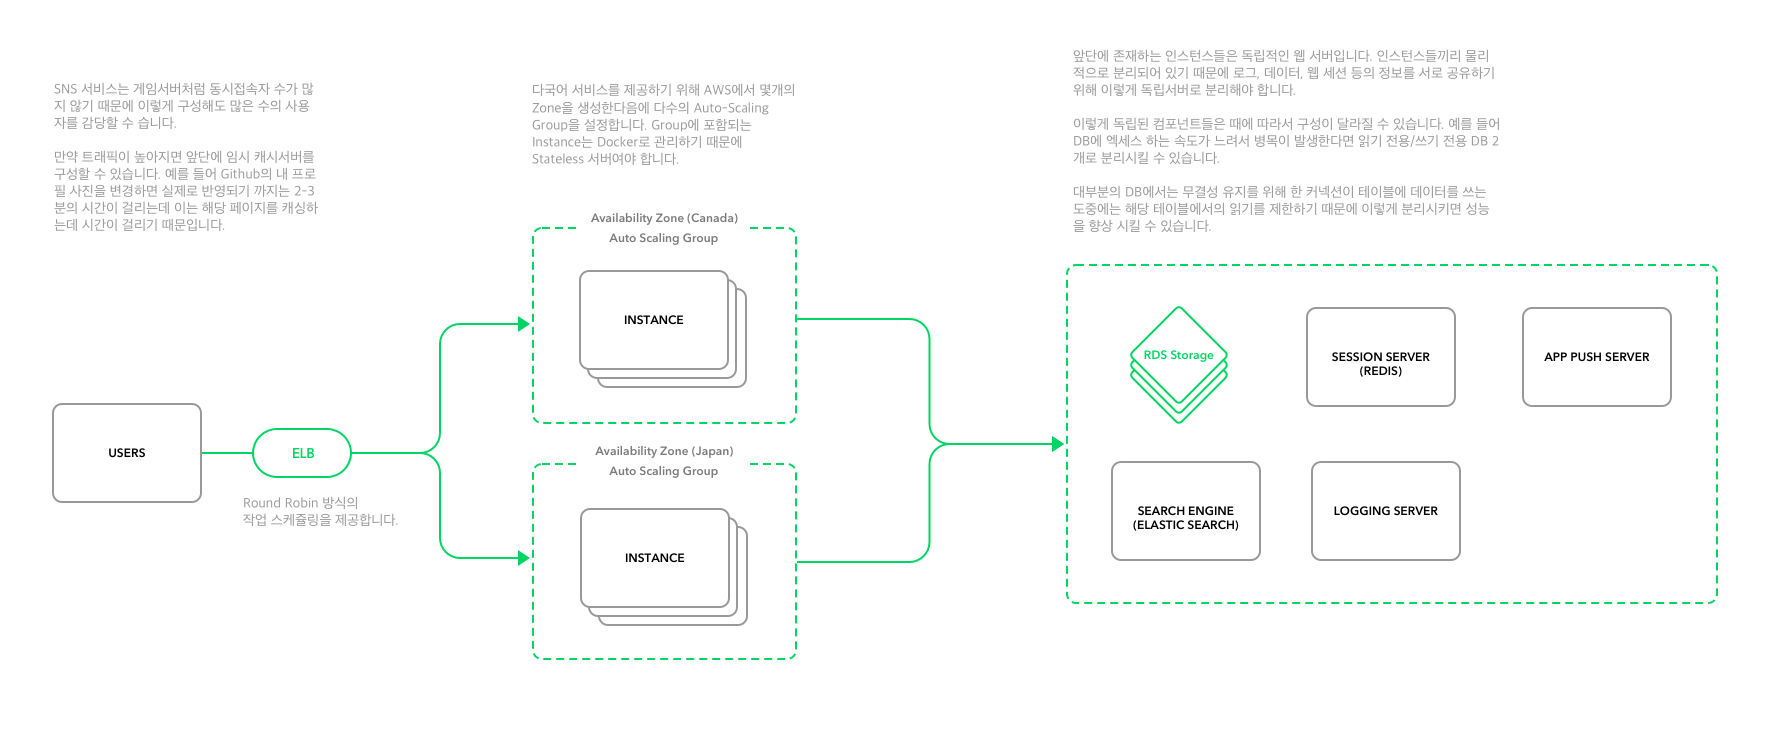 SNS 서비스는 게임서버처럼 동시접속자 수가 많
지 않기 때문에 이렇게 구성해도 많은 수의 사용
자를 감당할 수 습니다.
만약 트래픽이 높아지면 앞단에 임시 캐시서버를
구성할 수 있습니다. 예를 들어 Github의 내 프로
필 사진을 변경하면 실제로 반영되기 까지는 2-3
분의 시간이 걸리는데 이는 해당 페이지를 캐싱하
는데 시간이 걸리기 때문입니다.
USERS
ELB
Round Robin 방식의
작업 스케쥴링을 제공합니다.
다국어 서비스를 제공하기 위해 AWS에서 몇개의
Zone을 생성한다음에 다수의 Auto-Scaling
Group을 설정합니다. Group에 포함되는
Instance는 Docker로 관리하기 때문에
Stateless 서버여야 합니다.
Availability Zone (Canada)
Auto Scaling Group
INSTANCE
Availability Zone (Japan)
Auto Scaling Group
INSTANCE
앞단에 존재하는 인스턴스들은 독립적인 웹 서버입니다. 인스턴스들끼리 물리
적으로 분리되어 있기 때문에 로그, 데이터, 웹 세션 등의 정보를 서로 공유하기
위해 이렇게 독립서버로 분리해야 합니다.
이렇게 독립된 컴포넌트들은 때에 따라서 구성이 달라질 수 있습니다. 예를 들어
DB에 엑세스 하는 속도가 느려서 병목이 발생한다면 읽기 전용/쓰기 전용 DB 2
개로 분리시킬 수 있습니다.
대부분의 DB에서는 무결성 유지를 위해 한 커넥션이 테이블에 데이터를 쓰는
도중에는 해당 테이블에서의 읽기를 제한하기 때문에 이렇게 분리시키면 성능
을 향상 시킬 수 있습니다.
RDS Storage
SESSION SERVER
(REDIS)
APP PUSH SERVER
SEARCH ENGINE
(ELASTIC SEARCH)
LOGGING SERVER